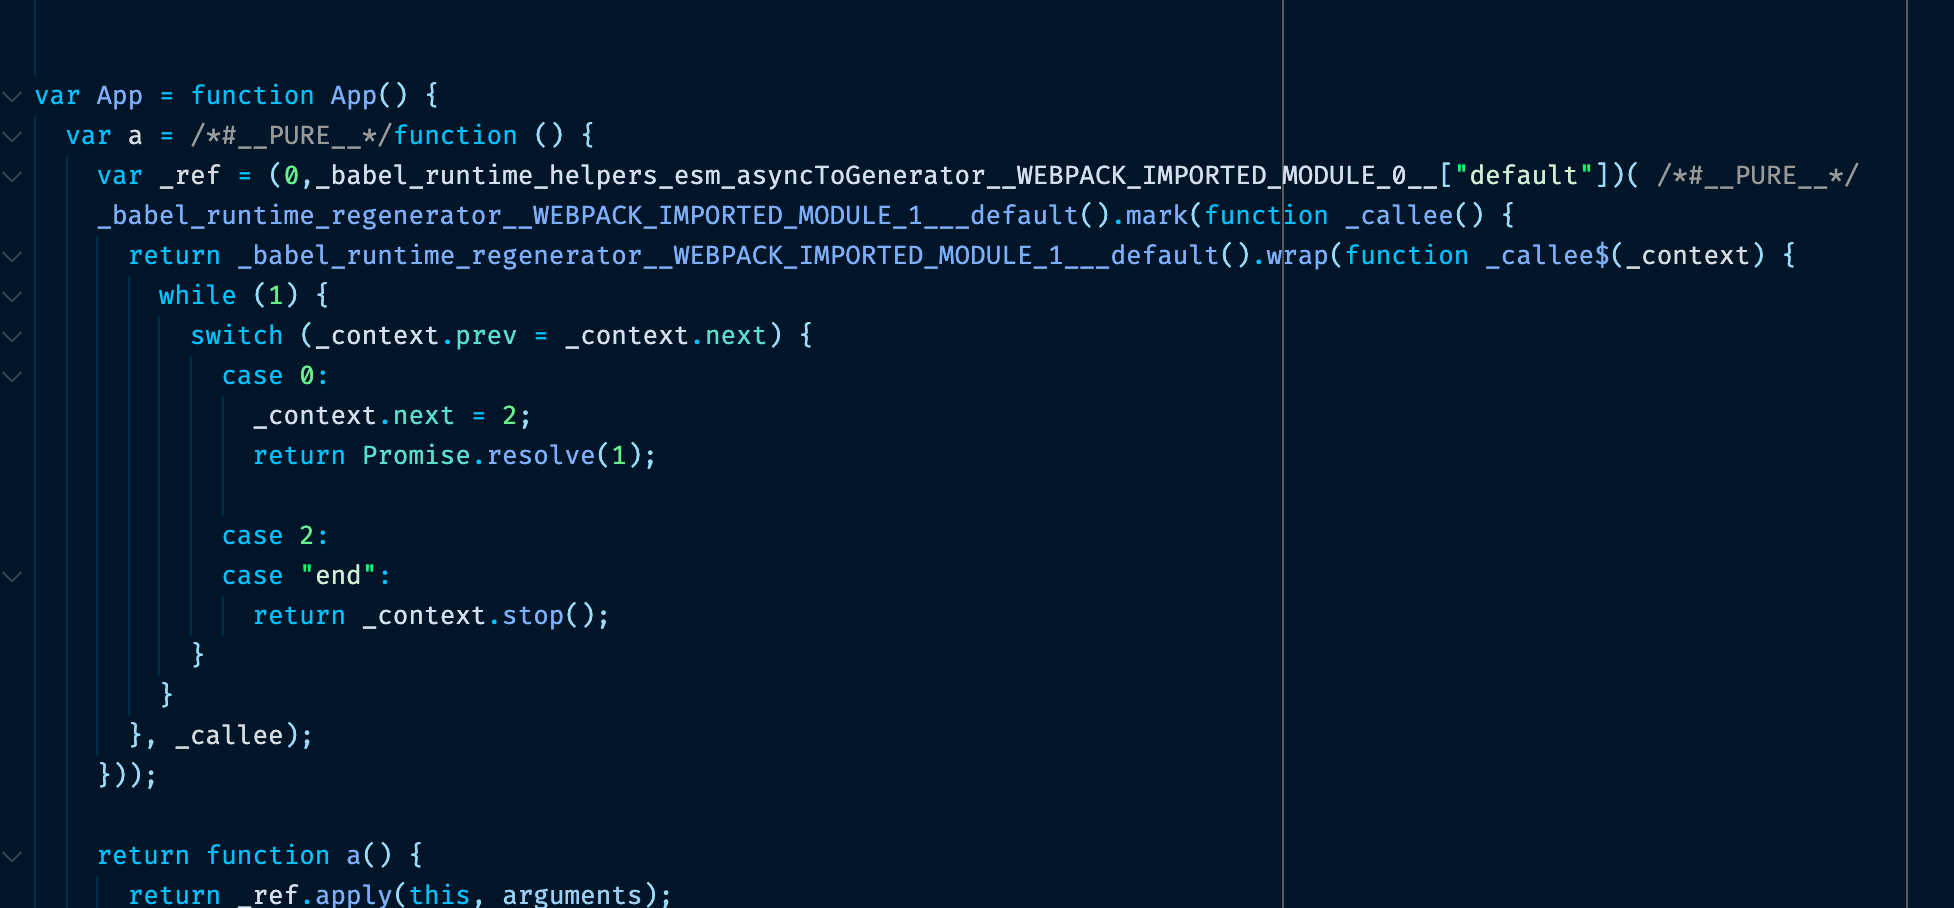 var App = function App() {
var a = /*#__PURE__*/function () {
var _ref = (0,_babel_runtime_helpers_esm_asyncToGenerator__WEBPACK_IMPORTED_MODULE_0__["default"])( /*#__PURE__*/
_babel_runtime_regenerator__WEBPACK_IMPORTED_MODULE_1___default().mark(function _callee() {
return _babel_runtime_regenerator__WEBPACK_IMPORTED_MODULE_1___default().wrap(function _callee$(_context) {
while (1) {
switch (_context.prev = _context.next) {
case 0:
_context.next = 2;
return Promise.resolve(1);
case 2:
case "end":
return _context.stop();
}
}
}, _callee);
}));
return function a() {
return _ref.apply(this, arguments);